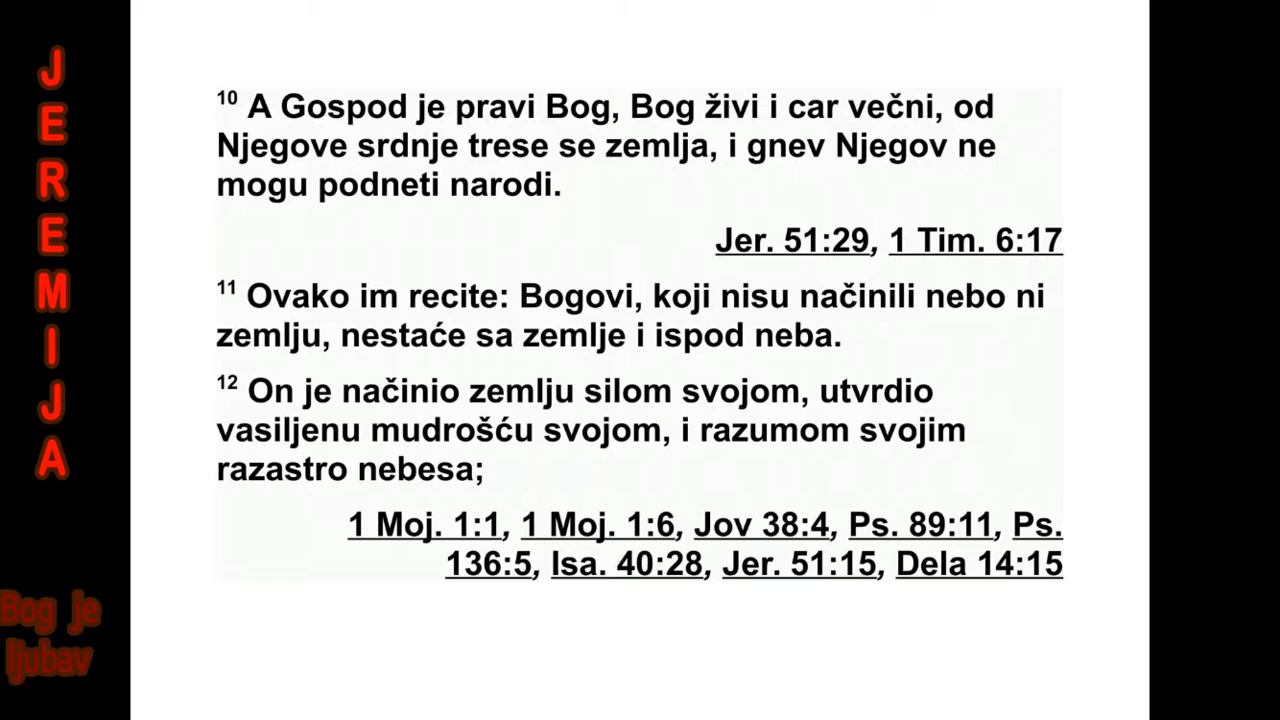 JEREMIJA
10 A Gospod je pravi Bog, Bog živi i car večni, od
Njegove srdnje trese se zemlja, i gnev Njegov ne
mogu podneti narodi.
Jer. 51:29, 1 Tim. 6:17
11 Ovako im recite: Bogovi, koji nisu načinili nebo ni
zemlju, nestaće sa zemlje i ispod neba.
12 On je načinio zemlju silom svojom, utvrdio
vasiljenu mudrošću svojom, i razumom svojim
razastro nebesa;
1 Moj. 1:1, 1 Moj. 1:6, Jov 38:4, Ps. 89:11, Ps.
136:5, Isa. 40:28, Jer. 51:15, Dela 14:15
Bog je
ljubav